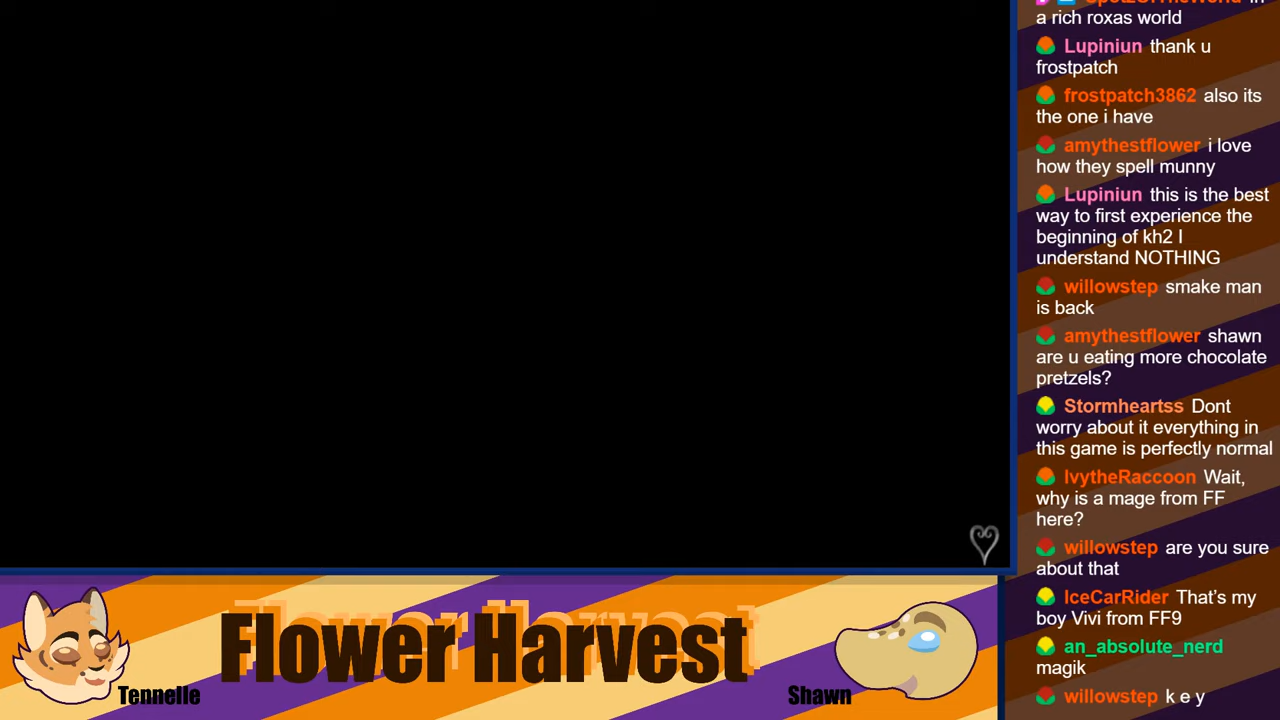 a rich roxas world
Lupiniun thank u
frostpatch
frostpatch3862 also its
the one i have
amythestflower i love
how they spell munny
Lupiniun this is the best
way to first experience the
beginning of kh2 I
understand NOTHING
willowstep smake man
is back
amythestflower shawn
are u eating more chocolate
pretzels?
Stormheartss Dont
worry about it everything in
this game is perfectly normal
IvytheRaccoon Wait,
why is a mage from FF
here?
willowstep are you sure
about that
IceCarRider That's my
boy Vivi from FF9
an_absolute_nerd
magik
willowstep k e y
Flower Harvest
Tennelle
Shawn